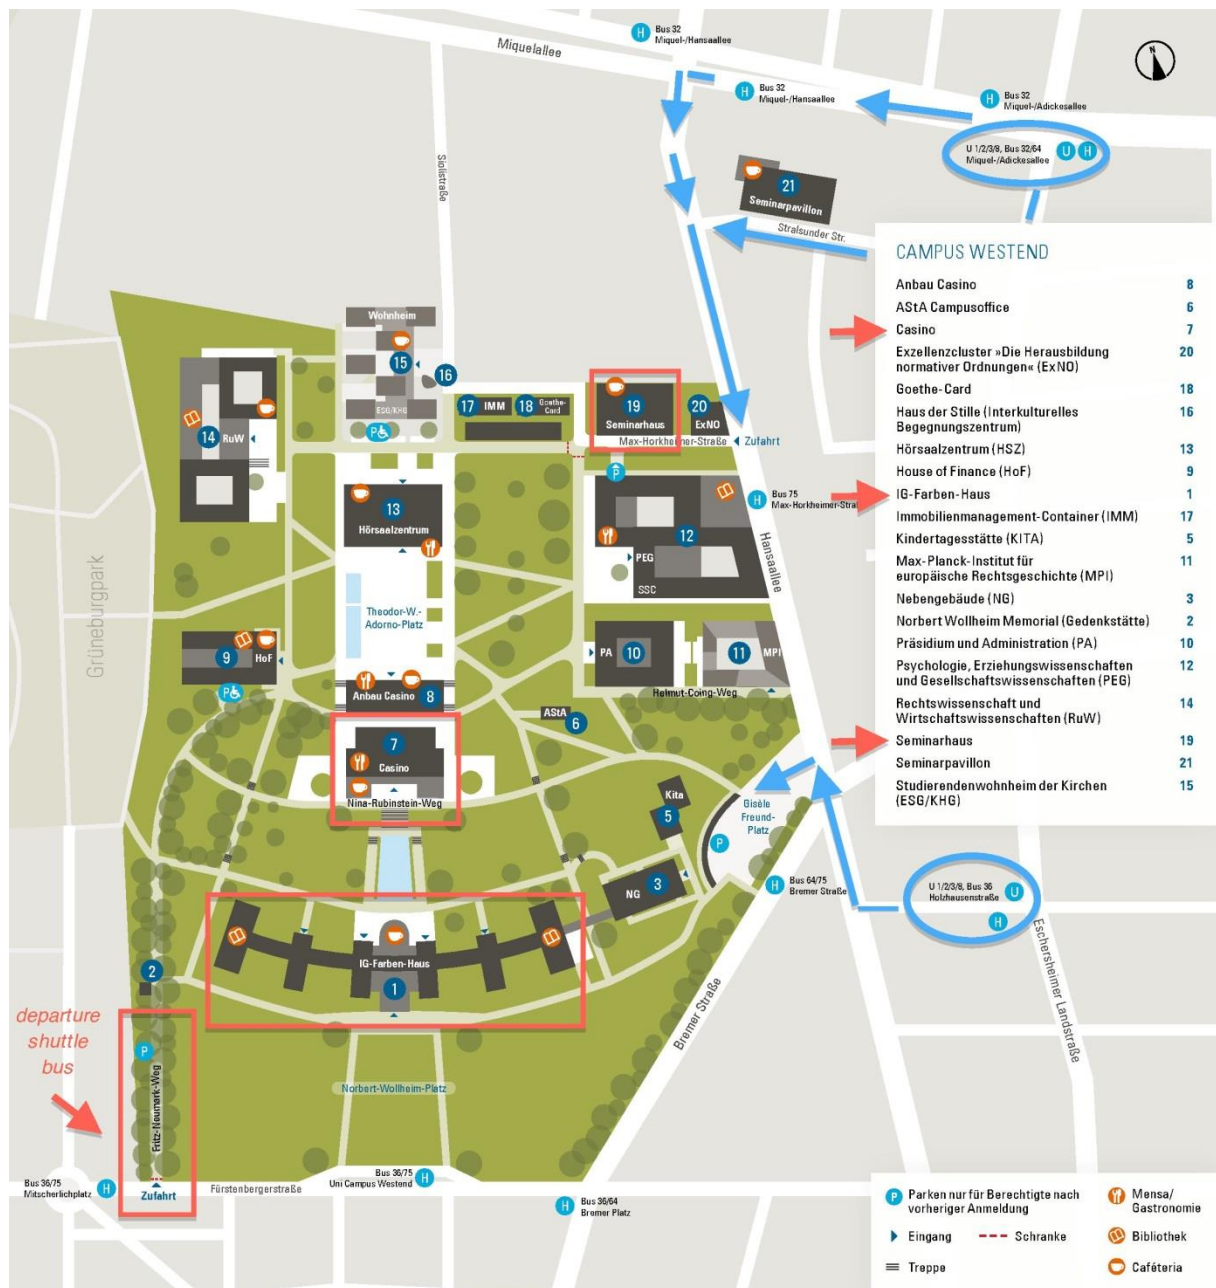 Bus 32
Miquel-/Hansaallee
Miquelallee
N
H
Bus 32
Miquel-/Hansaallee
H
Bus 32
Miquel-/Adickesallee
H
U 1/2/3/8, Bus 32/64
Miquel-/Adickesallee
U
H
Siolistraße
21
Seminarpavillon
Stralsunder Str.
CAMPUS WESTEND
Anbau Casino 8
AStA Campusoffice 6
Casino 7
Exzellenzcluster »Die Herausbildung 20
normativer Ordnungen« (ExNO)
Goethe-Card 18
Haus der Stille (Interkulturelles 16
Begegnungszentrum)
Hörsaalzentrum (HSZ) 13
House of Finance (HoF) 9
IG-Farben-Haus 1
Immobilienmanagement-Container (IMM) 17
Kindertagesstätte (KITA) 5
Max-Planck-Institut für 11
europäische Rechtsgeschichte (MPI)
Nebengebäude (NG) 3
Norbert Wollheim Memorial (Gedenkstätte) 2
Präsidium und Administration (PA) 10
Psychologie, Erziehungswissenschaften 12
und Gesellschaftswissenschaften (PEG)
Rechtswissenschaft und 14
Wirtschaftswissenschaften (RuW)
Seminarhaus 19
Seminarpavillon 21
Studierendenwohnheim der Kirchen 15
(ESG/KHG)
Wohnheim
15
16
ESG/KHG
P
17 IMM
18 Goethe-
Card
19
Seminarhaus
20
ExNO
Max-Horkheimer-Straße
Zufahrt
14 RuW
P
H
Bus 75
Max-Horkheimer-Straß
13
Hörsaalzentrum
12
PEG
SSC
Hansaallee
Grüneburgpark
Theodor-W.-
Adorno-Platz
9 HoF
P
PA 10
11 MPI
Helmut-Coing-Weg
Anbau Casino 8
AStA
6
7
Casino
Nina-Rubinstein-Weg
Kita
5
Gisèle
Freund-
Platz
P
NG 3
H
Bus 64/75
Bremer Straße
U 1/2/3/8, Bus 36
Holzhausenstraße
U
H
Eschersheimer Landstraße
IG-Farben-Haus
1
2
Bremer Straße
departure
shuttle
bus
P
Fritz-Neumark-Weg
Norbert-Wollheim-Platz
Bus 36/75
Mitscherlichplatz
H
Zufahrt
Fürstenbergerstraße
Bus 36/75
Uni Campus Westend
H
H
Bus 36/64
Bremer Platz
P Parken nur für Berechtigte nach
vorheriger Anmeldung
Eingang
Schranke
Treppe
Mensa/
Gastronomie
Bibliothek
Caféteria